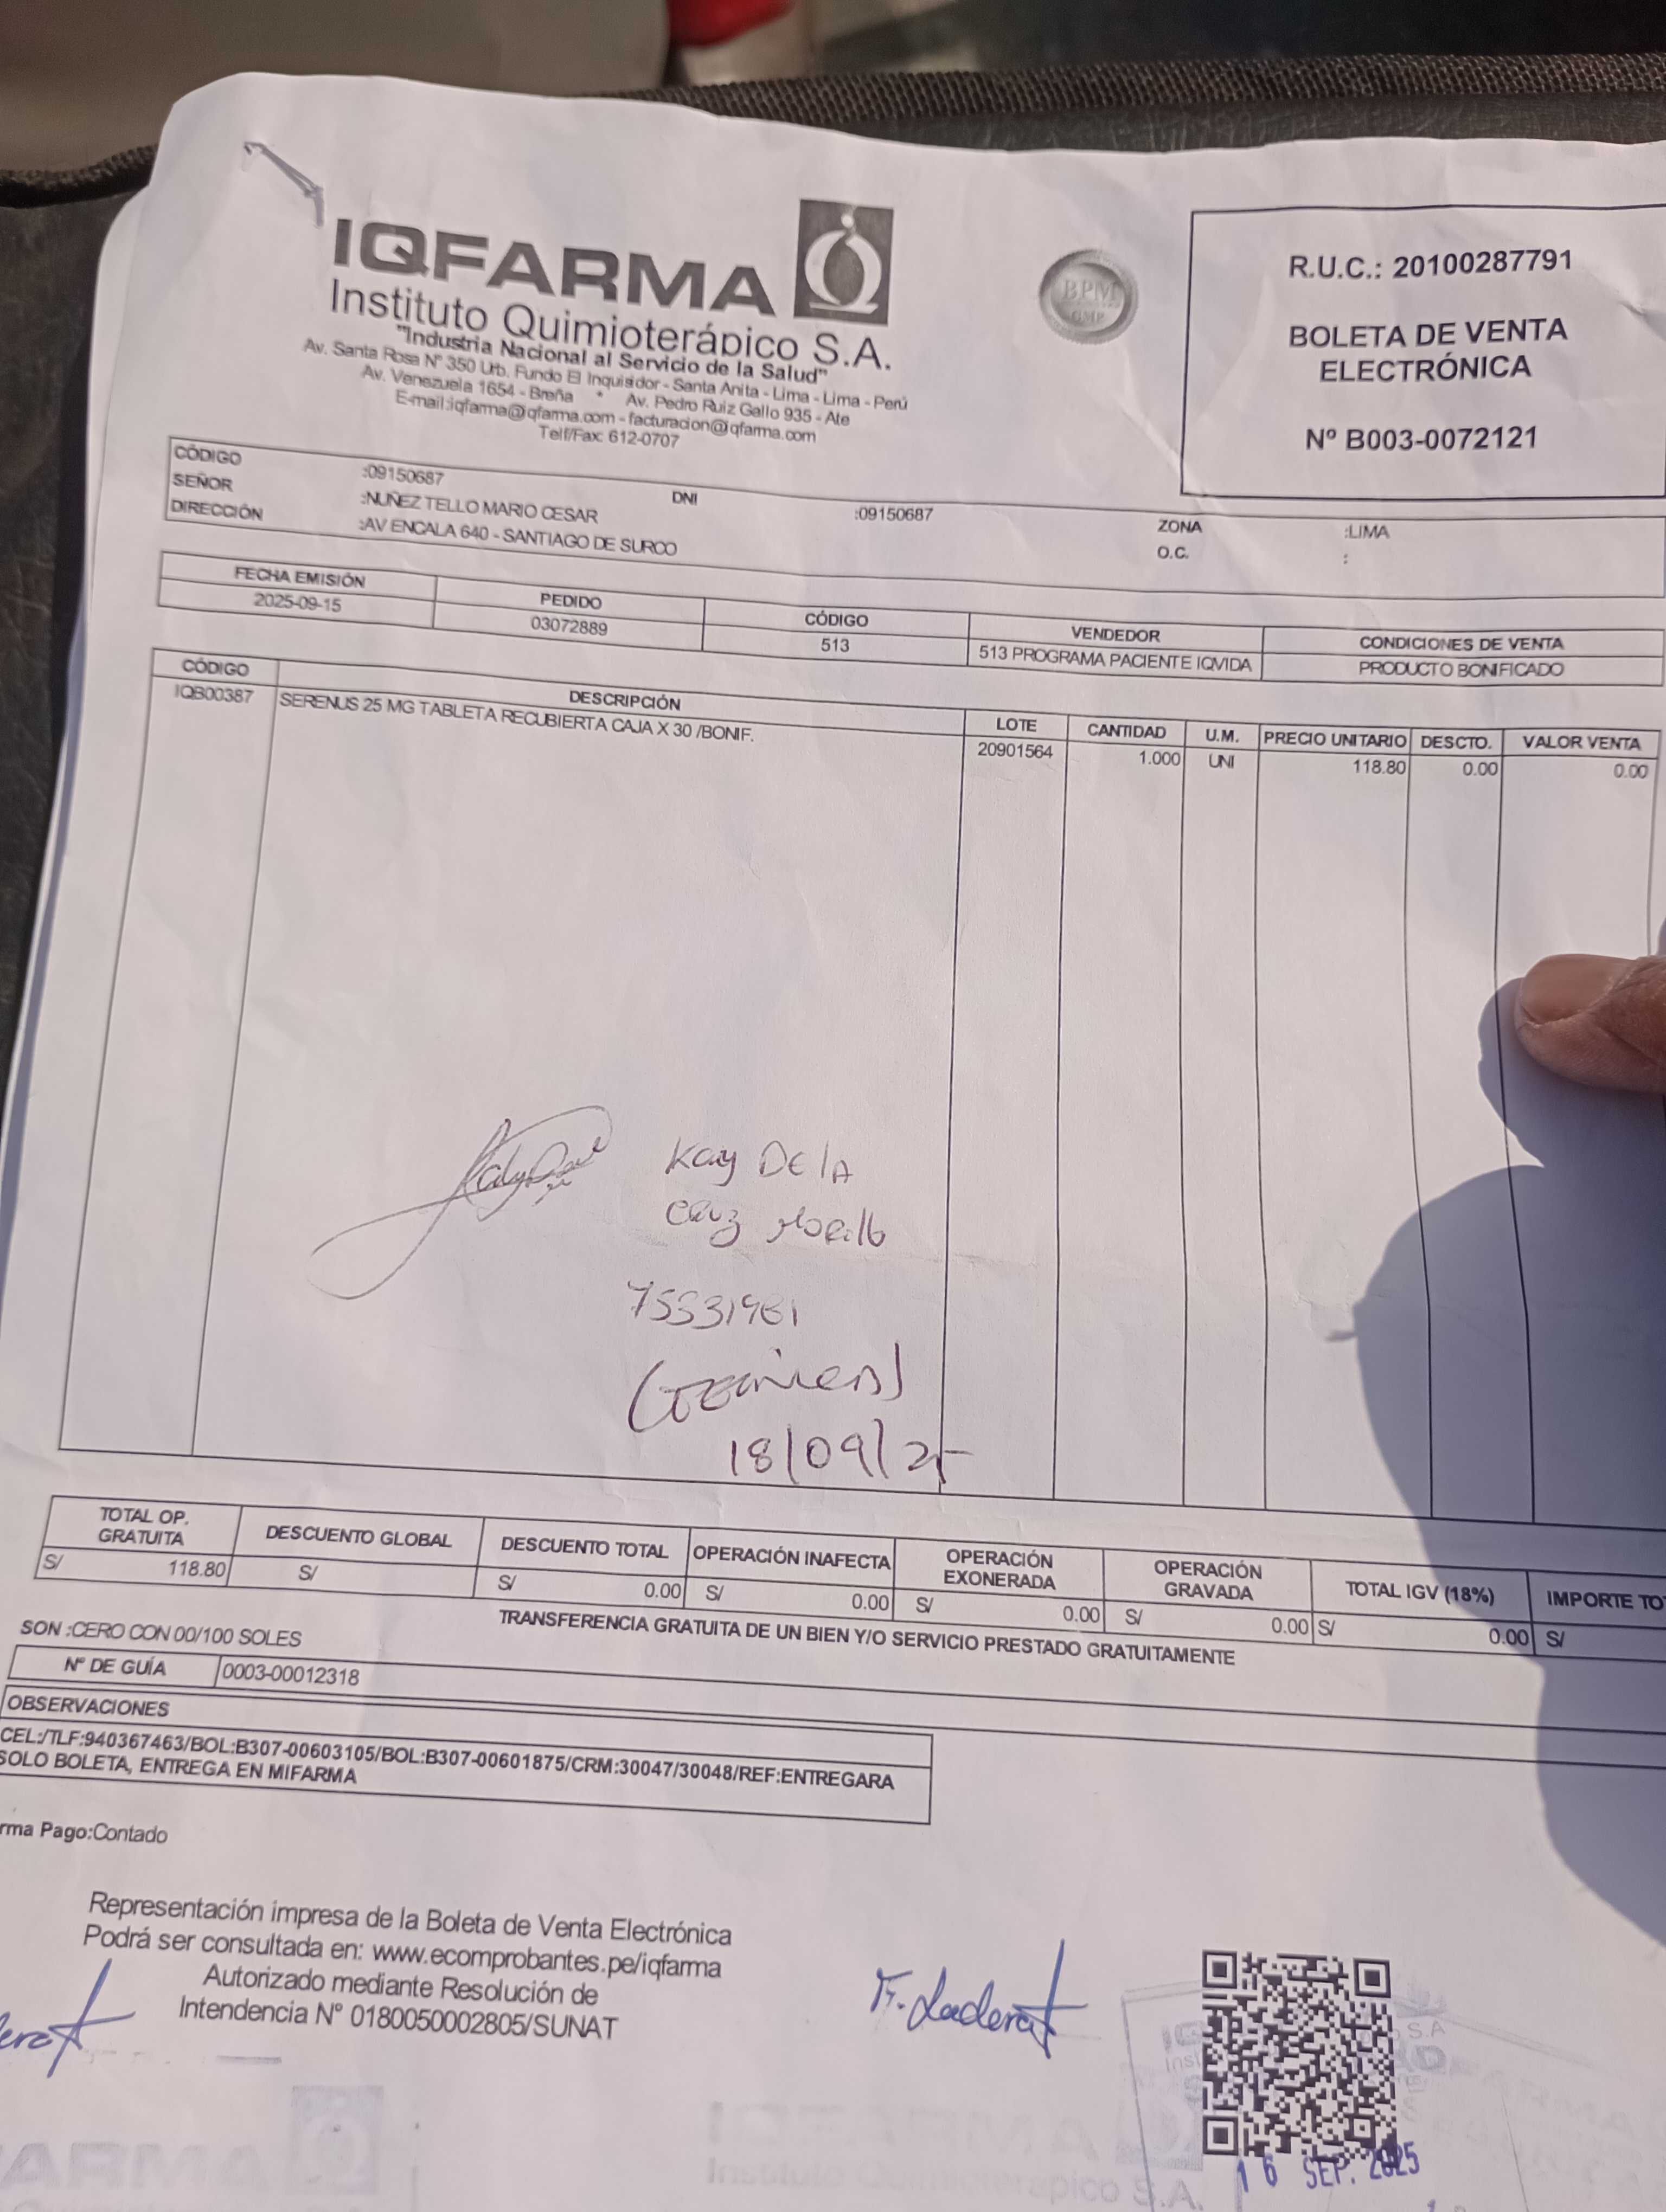 IQFARMA
Instituto Quimioterápico S.A.
"Industria Nacional al Servicio de la Salud"
Av. Santa Rosa N° 350 Urb. Fundo El Inquisidor - Santa Anita - Lima - Lima - Perú
Av. Venezuela 1654 - Breña * Av. Pedro Ruiz Gallo 935 - Ate
E-mail:iqfarma@iqfarma.com - facturacion@iqfarma.com
Telf/Fax: 612-0707
BPM
GMP
R.U.C.: 20100287791
BOLETA DE VENTA
ELECTRÓNICA
Nº B003-0072121
CÓDIGO :09150687 DNI :09150687 ZONA :LIMA
SEÑOR :NUÑEZ TELLO MARIO CESAR O.C. :
DIRECCIÓN :AV ENCALA 640 - SANTIAGO DE SURCO
FECHA EMISIÓN PEDIDO CÓDIGO VENDEDOR CONDICIONES DE VENTA
2025-09-15 03072889 513 513 PROGRAMA PACIENTE IQVIDA PRODUCTO BONIFICADO
CÓDIGO DESCRIPCIÓN LOTE CANTIDAD U.M. PRECIO UNITARIO DESCTO. VALOR VENTA
IQB00387 SERENUS 25 MG TABLETA RECUBIERTA CAJA X 30 /BONIF. 20901564 1.000 UNI 118.80 0.00 0.00
Kay DE lA
CRUZ
(TECNICA)
18/09/25
TOTAL OP. GRATUITA DESCUENTO GLOBAL DESCUENTO TOTAL OPERACIÓN INAFECTA OPERACIÓN EXONERADA OPERACIÓN GRAVADA TOTAL IGV (18%) IMPORTE TO
S/ 118.80 S/ S/ 0.00 S/ 0.00 S/ 0.00 S/ 0.00 S/ 0.00 S/
SON :CERO CON 00/100 SOLES
TRANSFERENCIA GRATUITA DE UN BIEN Y/O SERVICIO PRESTADO GRATUITAMENTE
Nº DE GUÍA 0003-00012318
OBSERVACIONES
CEL:/TLF:940367463/BOL:B307-00603105/BOL:B307-00601875/CRM:30047/30048/REF:ENTREGARA
SOLO BOLETA, ENTREGA EN MIFARMA
rma Pago:Contado
Representación impresa de la Boleta de Venta Electrónica
Podrá ser consultada en: www.ecomprobantes.pe/iqfarma
Autorizado mediante Resolución de
Intendencia N° 0180050002805/SUNAT
16 SEP. 2025